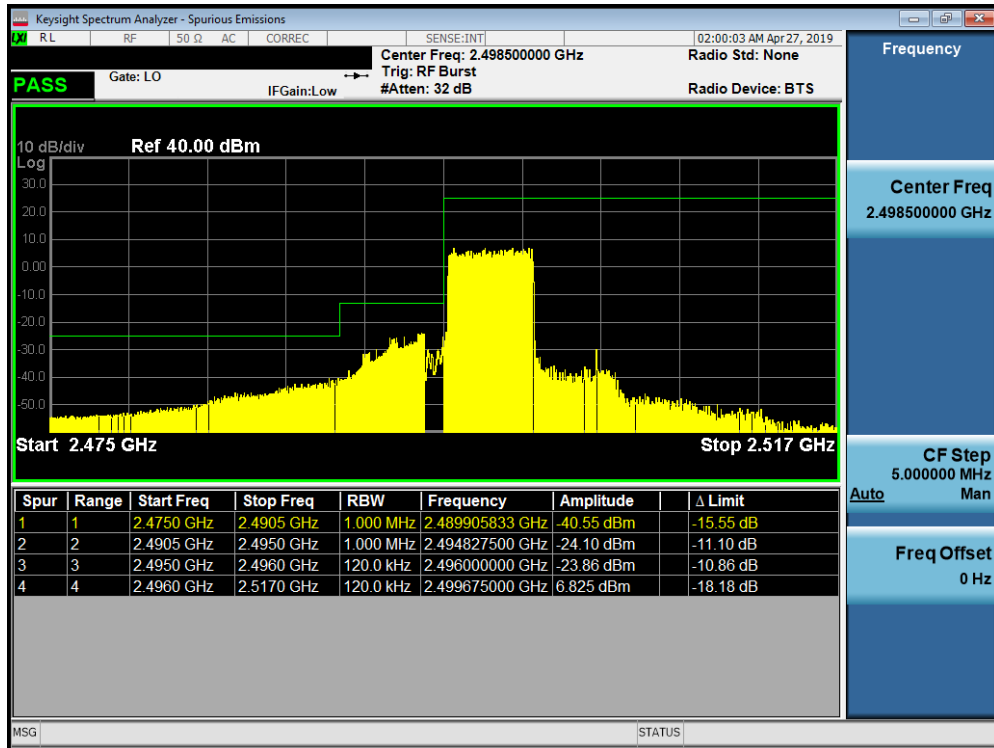 Keysight Spectrum Analyzer - Spurious Emissions
LXI RL RF 50 Ω AC CORREC SENSE:INT 02:00:03 AM Apr 27, 2019
Center Freq: 2.498500000 GHz Radio Std: None
PASS Gate: LO Trig: RF Burst
IFGain:Low #Atten: 32 dB Radio Device: BTS
10 dB/div Ref 40.00 dBm
Log
30.0
20.0
10.0
0.00
-10.0
-20.0
-30.0
-40.0
-50.0
Start 2.475 GHz Stop 2.517 GHz
Spur Range Start Freq Stop Freq RBW Frequency Amplitude Δ Limit
1 1 2.4750 GHz 2.4905 GHz 1.000 MHz 2.489905833 GHz -40.55 dBm -15.55 dB
2 2 2.4905 GHz 2.4950 GHz 1.000 MHz 2.494827500 GHz -24.10 dBm -11.10 dB
3 3 2.4950 GHz 2.4960 GHz 120.0 kHz 2.496000000 GHz -23.86 dBm -10.86 dB
4 4 2.4960 GHz 2.5170 GHz 120.0 kHz 2.499675000 GHz 6.825 dBm -18.18 dB
MSG STATUS
Frequency
Center Freq
2.498500000 GHz
CF Step
5.000000 MHz
Auto Man
Freq Offset
0 Hz